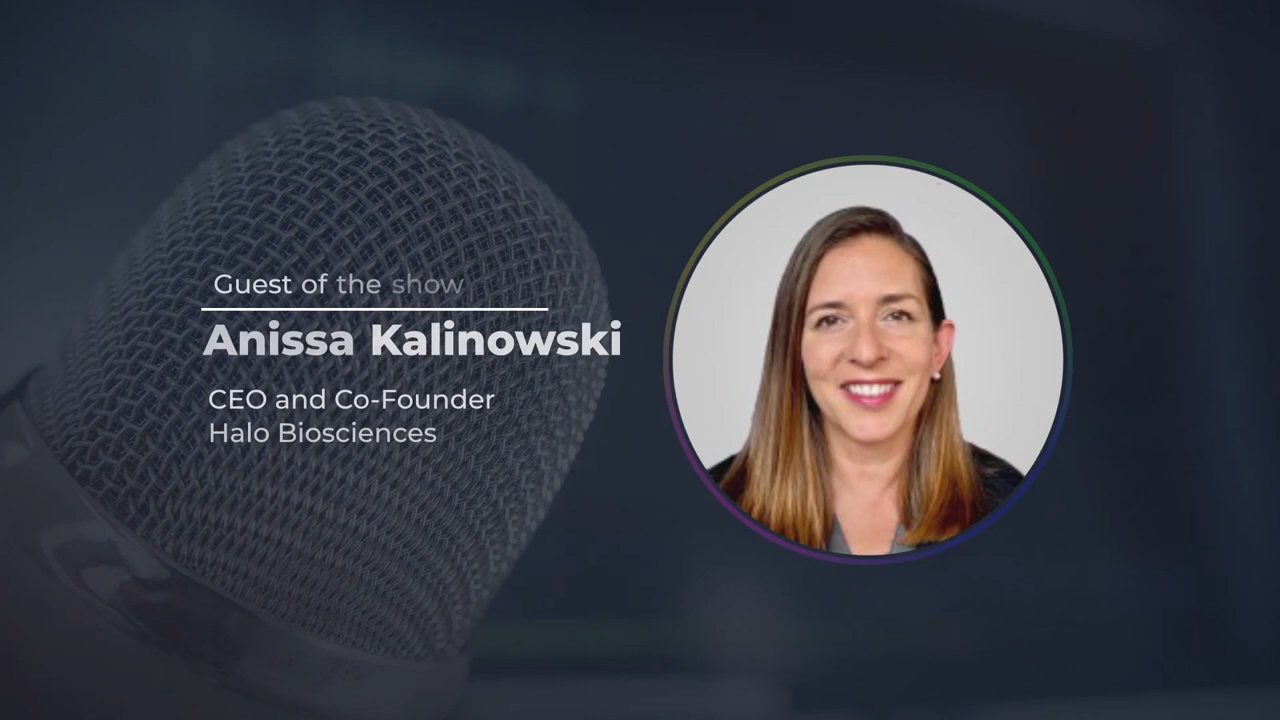 Guest of the show
Anissa Kalinowski
CEO and Co-Founder
Halo Biosciences